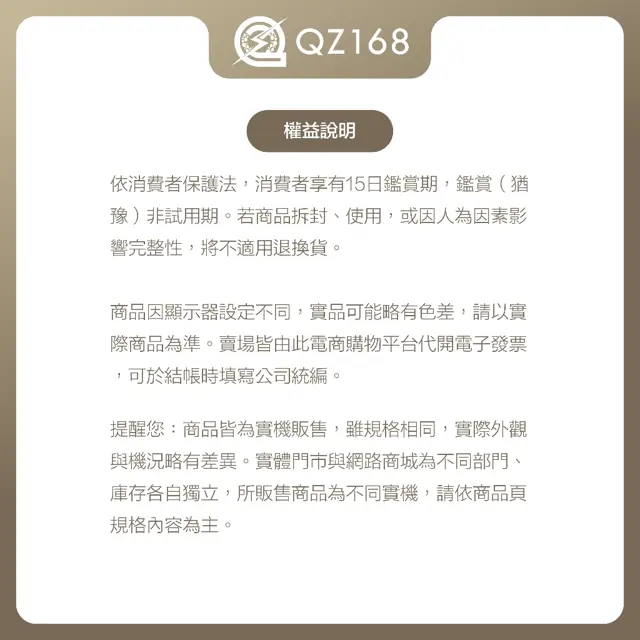 QZ168
權益說明
依消費者保護法，消費者享有15日鑑賞期，鑑賞（猶
豫）非試用期。若商品拆封、使用，或因人為因素影
響完整性，將不適用退換貨。
商品因顯示器設定不同，實品可能略有色差，請以實
際商品為準。賣場皆由此電商購物平台代開電子發票
，可於結帳時填寫公司統編。
提醒您：商品皆為實機販售，雖規格相同，實際外觀
與機況略有差異。實體門市與網路商城為不同部門、
庫存各自獨立，所販售商品為不同實機，請依商品頁
規格內容為主。